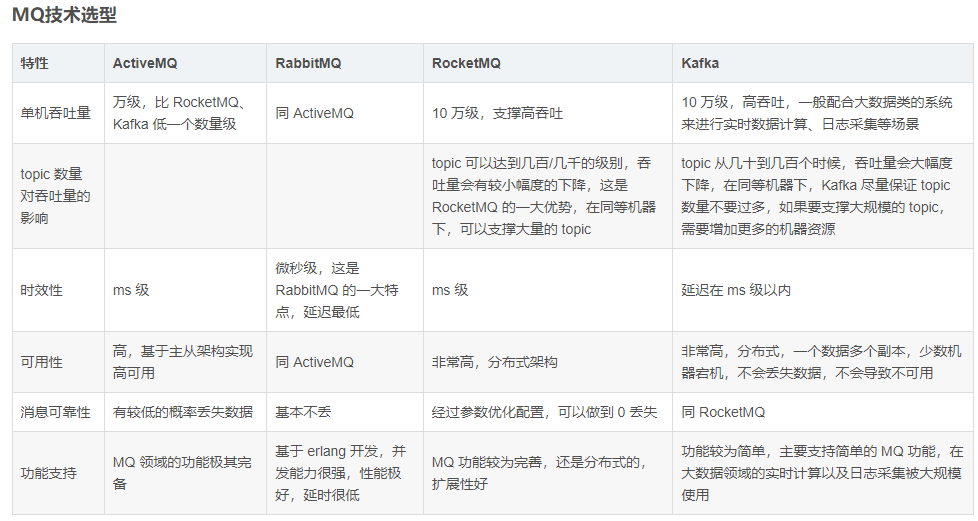 MQ技术选型
特性
ActiveMQ
RabbitMQ
RocketMQ
Kafka
单机吞吐量
万级，比 RocketMQ、
Kafka 低一个数量级
同 ActiveMQ
10 万级，支撑高吞吐
10 万级，高吞吐，一般配合大数据类的系统
来进行实时数据计算、日志采集等场景
topic 数量
对吞吐量的
影响
topic 可以达到几百/几千的级别，吞
吐量会有较小幅度的下降，这是
RocketMQ 的一大优势，在同等机器
下，可以支撑大量的 topic
topic 从几十到几百个时候，吞吐量会大幅度
下降，在同等机器下，Kafka 尽量保证 topic
数量不要过多，如果要支撑大规模的 topic，
需要增加更多的机器资源
时效性
ms 级
微秒级，这是
RabbitMQ 的一大特
点，延迟最低
ms 级
延迟在 ms 级以内
可用性
高，基于主从架构实现
高可用
同 ActiveMQ
非常高，分布式架构
非常高，分布式，一个数据多个副本，少数机
器宕机，不会丢失数据，不会导致不可用
消息可靠性
有较低的概率丢失数据
基本不丢
经过参数优化配置，可以做到 0 丢失
同 RocketMQ
功能支持
MQ 领域的功能极其完
备
基于 erlang 开发，并
发能力很强，性能极
好，延时很低
MQ 功能较为完善，还是分布式的，
扩展性好
功能较为简单，主要支持简单的 MQ 功能，在
大数据领域的实时计算以及日志采集被大规模
使用